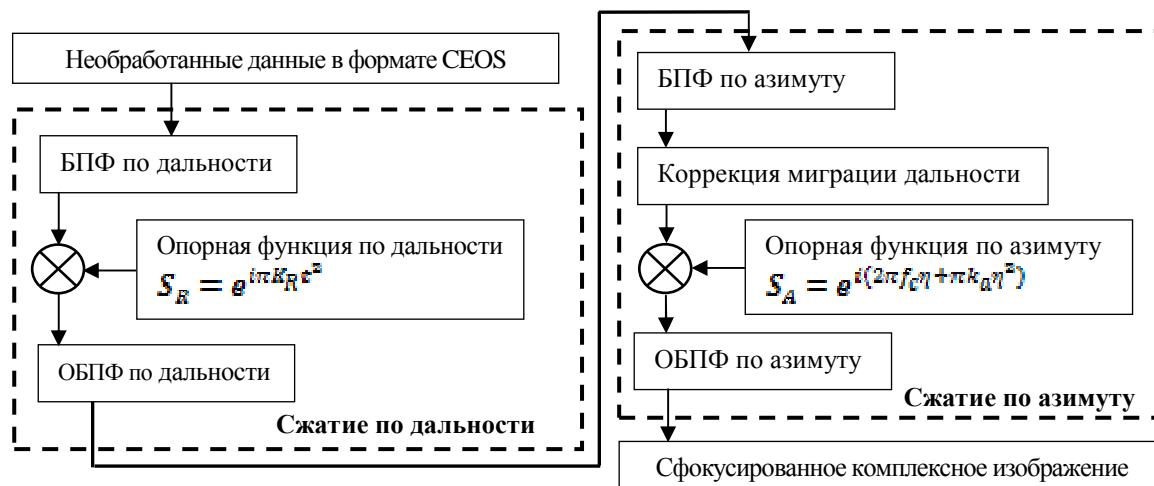 Необработанные данные в формате CEOS
БПФ по дальности
Опорная функция по дальности
S_R = e^{iπK_R t^2}
ОБПФ по дальности
Сжатие по дальности
БПФ по азимуту
Коррекция миграции дальности
Опорная функция по азимуту
S_A = e^{i(2πf_c η+πk_a η^2)}
ОБПФ по азимуту
Сжатие по азимуту
Сфокусированное комплексное изображение